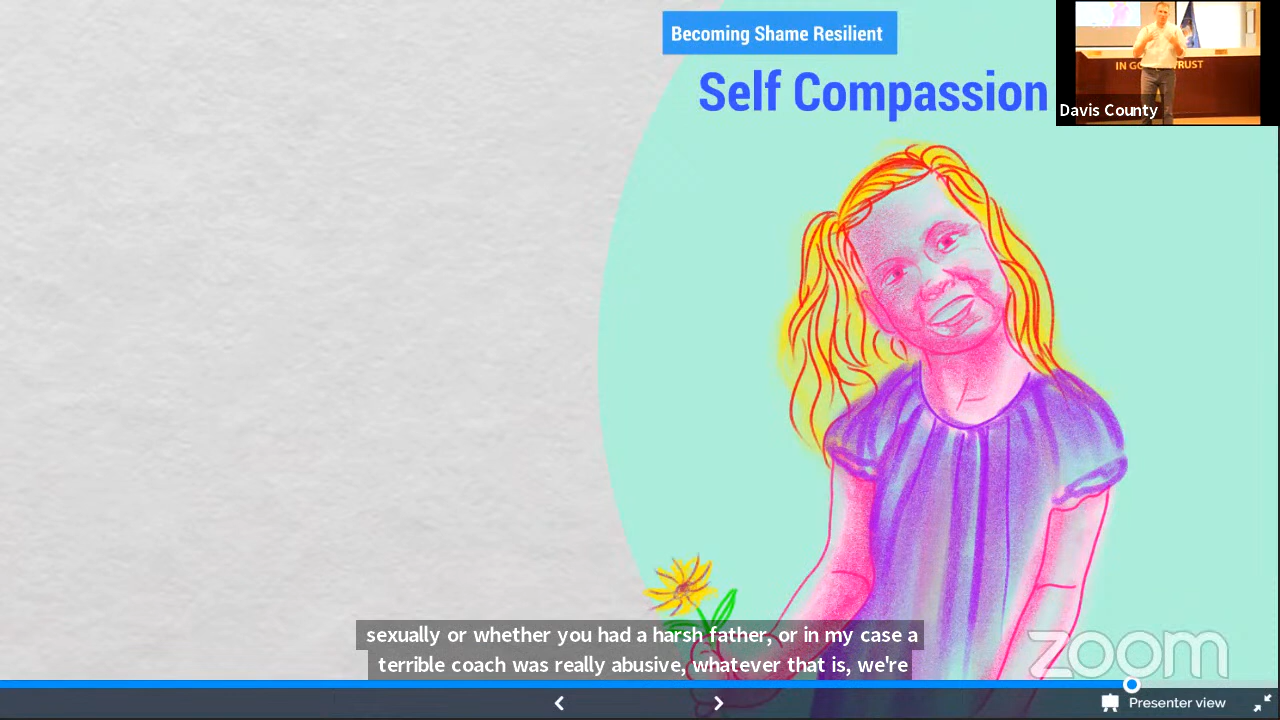 Becoming Shame Resilient
Self Compassion
IN GO TRUST
Davis County
sexually or whether you had a harsh father, or in my case a
terrible coach was really abusive, whatever that is, we're
zoom
Presenter view